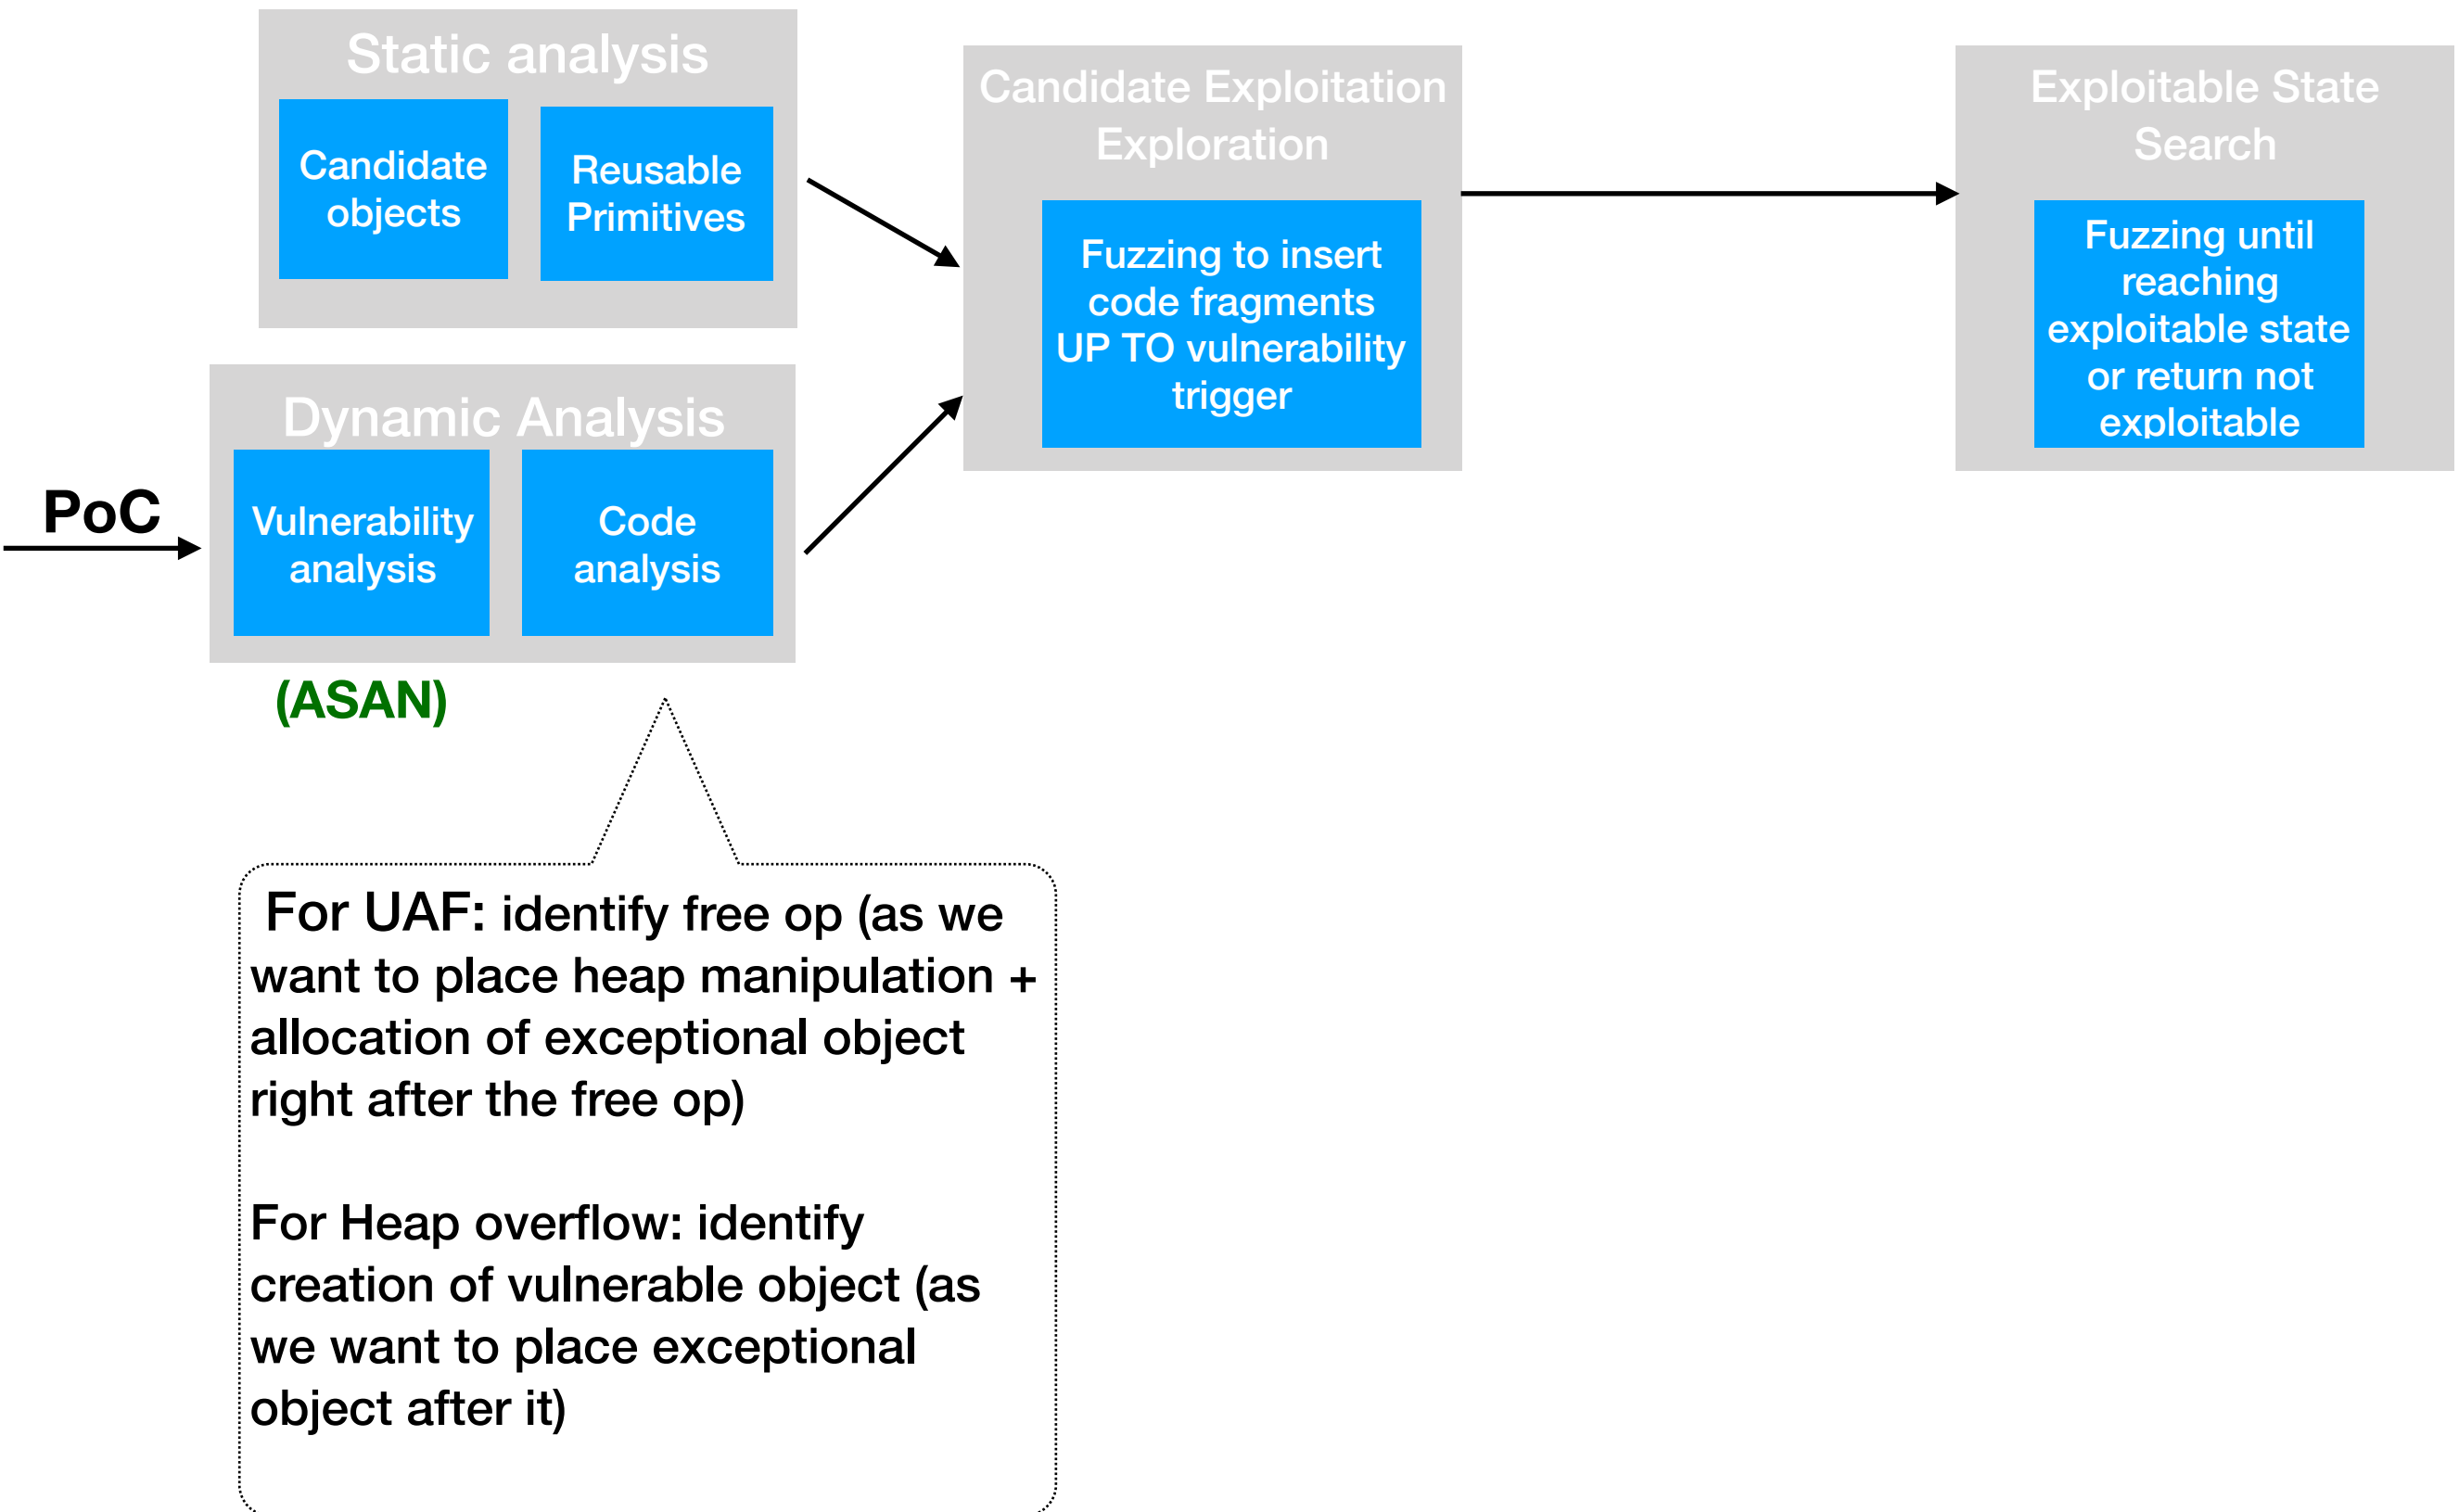 Static analysis
Candidate
objects
Reusable
Primitives
Candidate Exploitation
Exploration
Fuzzing to insert
code fragments
UP TO vulnerability
trigger
Exploitable State
Search
Fuzzing until
reaching
exploitable state
or return not
exploitable
PoC
Dynamic Analysis
Vulnerability
analysis
Code
analysis
(ASAN)
For UAF: identify free op (as we
want to place heap manipulation +
allocation of exceptional object
right after the free op)
For Heap overflow: identify
creation of vulnerable object (as
we want to place exceptional
object after it)